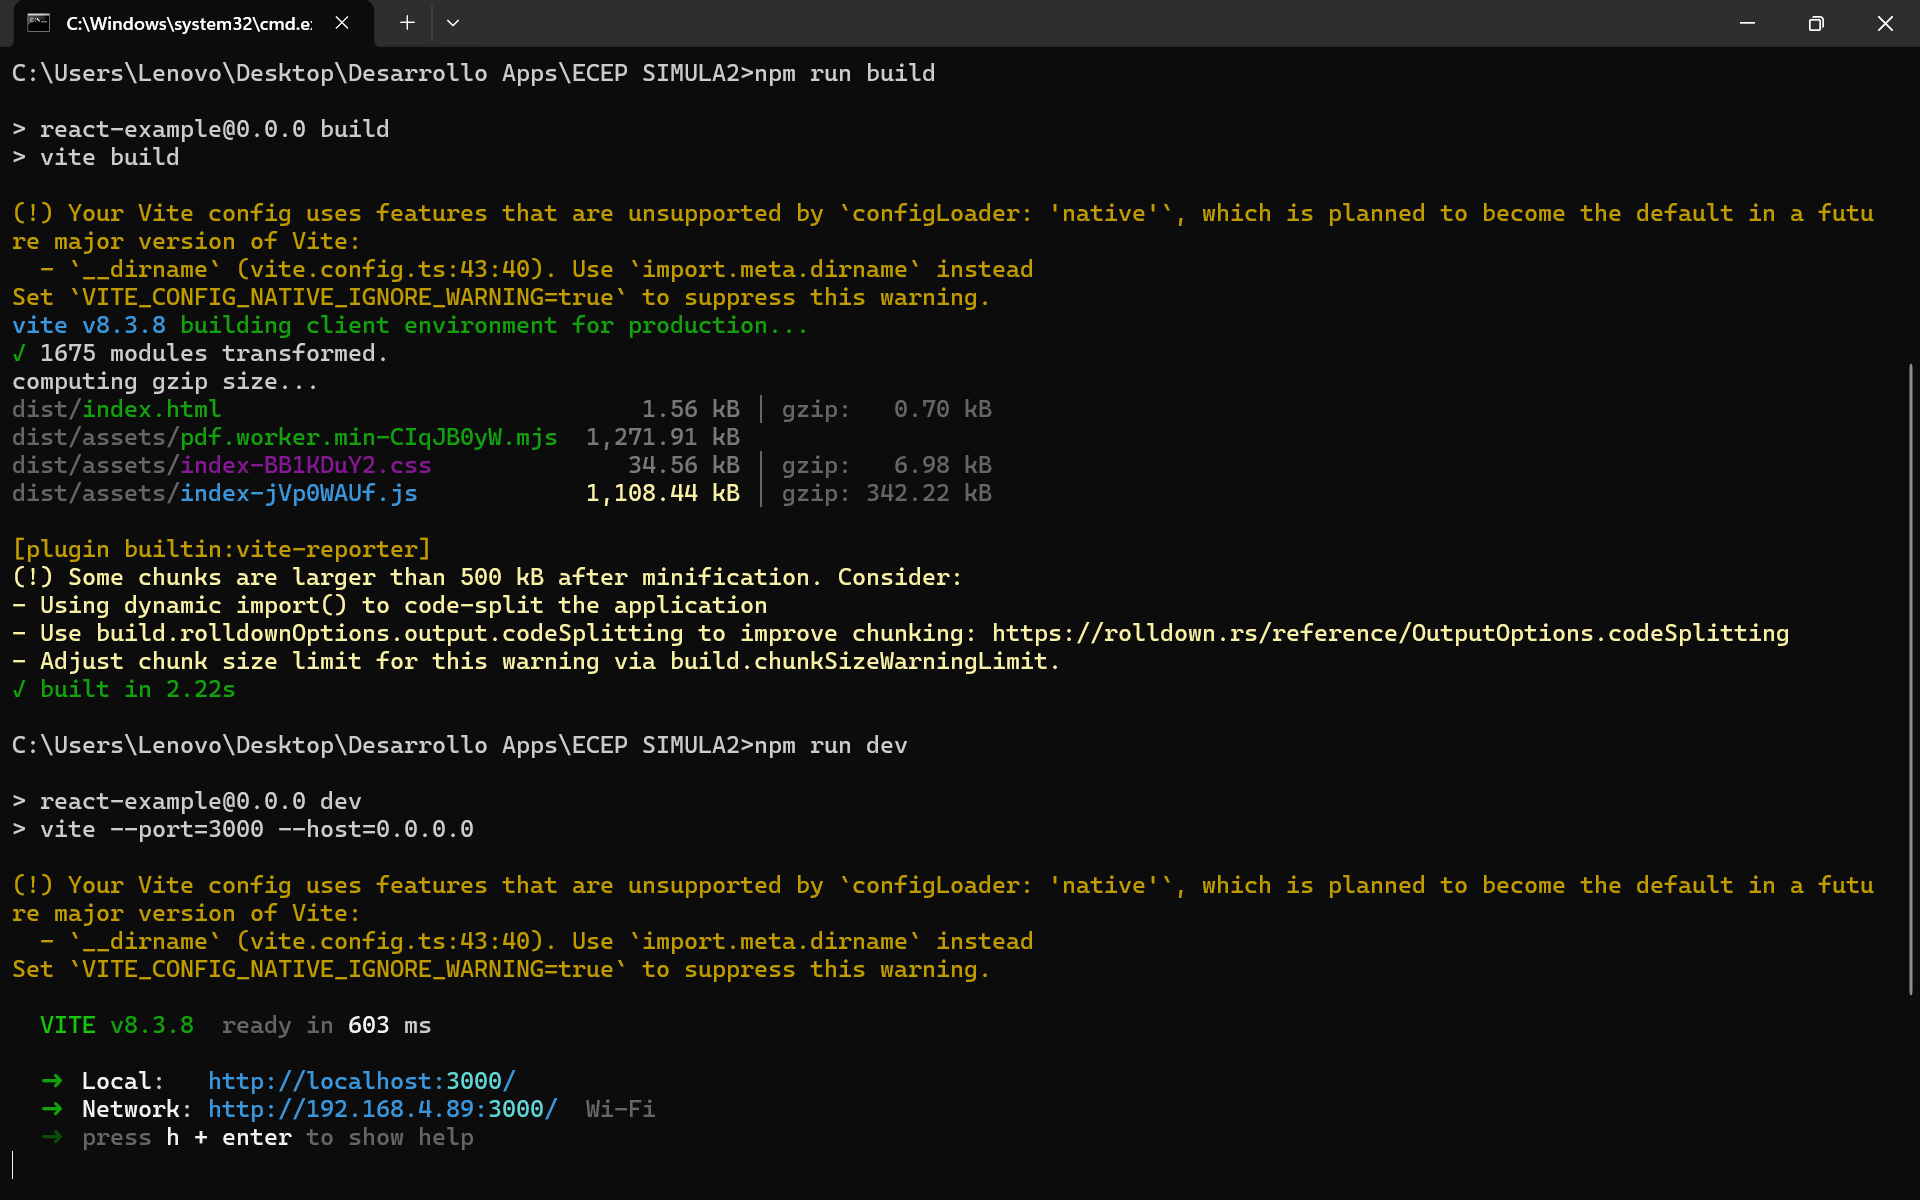 C:\Windows\system32\cmd.e
C:\Users\Lenovo\Desktop\Desarrollo Apps\ECEP SIMULA2>npm run build
> react-example@0.0.0 build
> vite build
(!) Your Vite config uses features that are unsupported by `configLoader: 'native'`, which is planned to become the default in a futu
re major version of Vite:
  - `__dirname` (vite.config.ts:43:40). Use `import.meta.dirname` instead
Set `VITE_CONFIG_NATIVE_IGNORE_WARNING=true` to suppress this warning.
vite v8.3.8 building client environment for production...
✓ 1675 modules transformed.
computing gzip size...
dist/index.html                              1.56 kB │ gzip:   0.70 kB
dist/assets/pdf.worker.min-CIqJB0yW.mjs  1,271.91 kB
dist/assets/index-BB1KDuY2.css              34.56 kB │ gzip:   6.98 kB
dist/assets/index-jVp0WAUf.js            1,108.44 kB │ gzip: 342.22 kB
[plugin builtin:vite-reporter]
(!) Some chunks are larger than 500 kB after minification. Consider:
- Using dynamic import() to code-split the application
- Use build.rolldownOptions.output.codeSplitting to improve chunking: https://rolldown.rs/reference/OutputOptions.codeSplitting
- Adjust chunk size limit for this warning via build.chunkSizeWarningLimit.
✓ built in 2.22s
C:\Users\Lenovo\Desktop\Desarrollo Apps\ECEP SIMULA2>npm run dev
> react-example@0.0.0 dev
> vite --port=3000 --host=0.0.0.0
(!) Your Vite config uses features that are unsupported by `configLoader: 'native'`, which is planned to become the default in a futu
re major version of Vite:
  - `__dirname` (vite.config.ts:43:40). Use `import.meta.dirname` instead
Set `VITE_CONFIG_NATIVE_IGNORE_WARNING=true` to suppress this warning.
  VITE v8.3.8  ready in 603 ms
  ➜  Local:   http://localhost:3000/
  ➜  Network: http://192.168.4.89:3000/  Wi-Fi
  ➜  press h + enter to show help